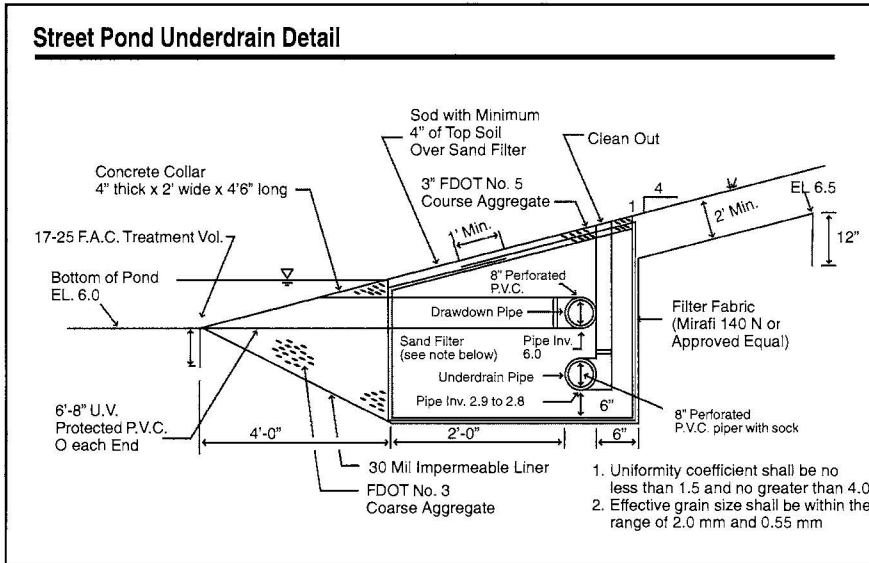 Street Pond Underdrain Detail
Sod with Minimum
4" of Top Soil
Over Sand Filter
Clean Out
Concrete Collar
4" thick x 2' wide x 4'6" long
3" FDOT No. 5
Course Aggregate
1
4
EL 6.5
1' Min.
2' Min.
12"
17-25 F.A.C. Treatment Vol.
Bottom of Pond
EL. 6.0
8" Perforated
P.V.C.
Drawdown Pipe
Filter Fabric
(Mirafi 140 N or
Approved Equal)
Sand Filter
(see note below)
Pipe Inv.
6.0
Underdrain Pipe
Pipe Inv. 2.9 to 2.8
6"
8" Perforated
P.V.C. piper with sock
6'-8" U.V.
Protected P.V.C.
O each End
4'-0"
2'-0"
6"
30 Mil Impermeable Liner
FDOT No. 3
Coarse Aggregate
1. Uniformity coefficient shall be no
less than 1.5 and no greater than 4.0
2. Effective grain size shall be within the
range of 2.0 mm and 0.55 mm